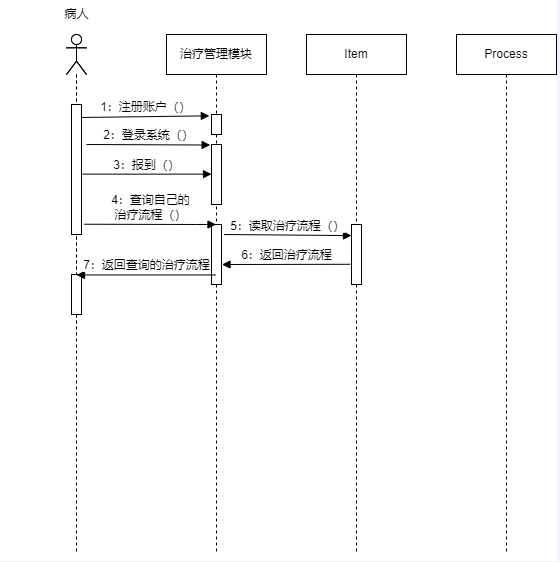 病人
治疗管理模块
Item
Process
1：注册账户（）
2：登录系统（）
3：报到（）
4：查询自己的
治疗流程（）
5：读取治疗流程（）
6：返回治疗流程
7：返回查询的治疗流程